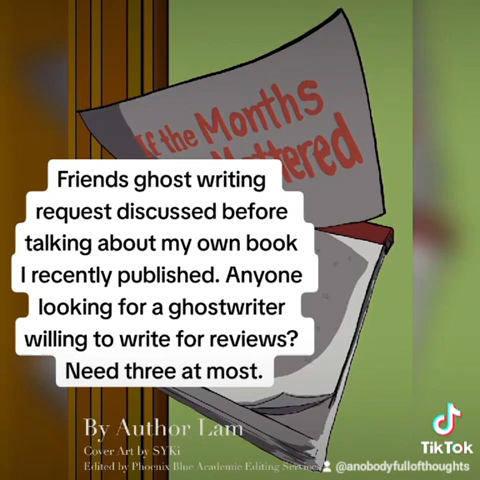 If the Months
Mattered
Friends ghost writing
request discussed before
talking about my own book
I recently published. Anyone
looking for a ghostwriter
willing to write for reviews?
Need three at most.
By Author Lam
Cover Art by SYKi
Edited by Phoenix Blue Academic Editing Services
TikTok
@anobodyfullofthoughts